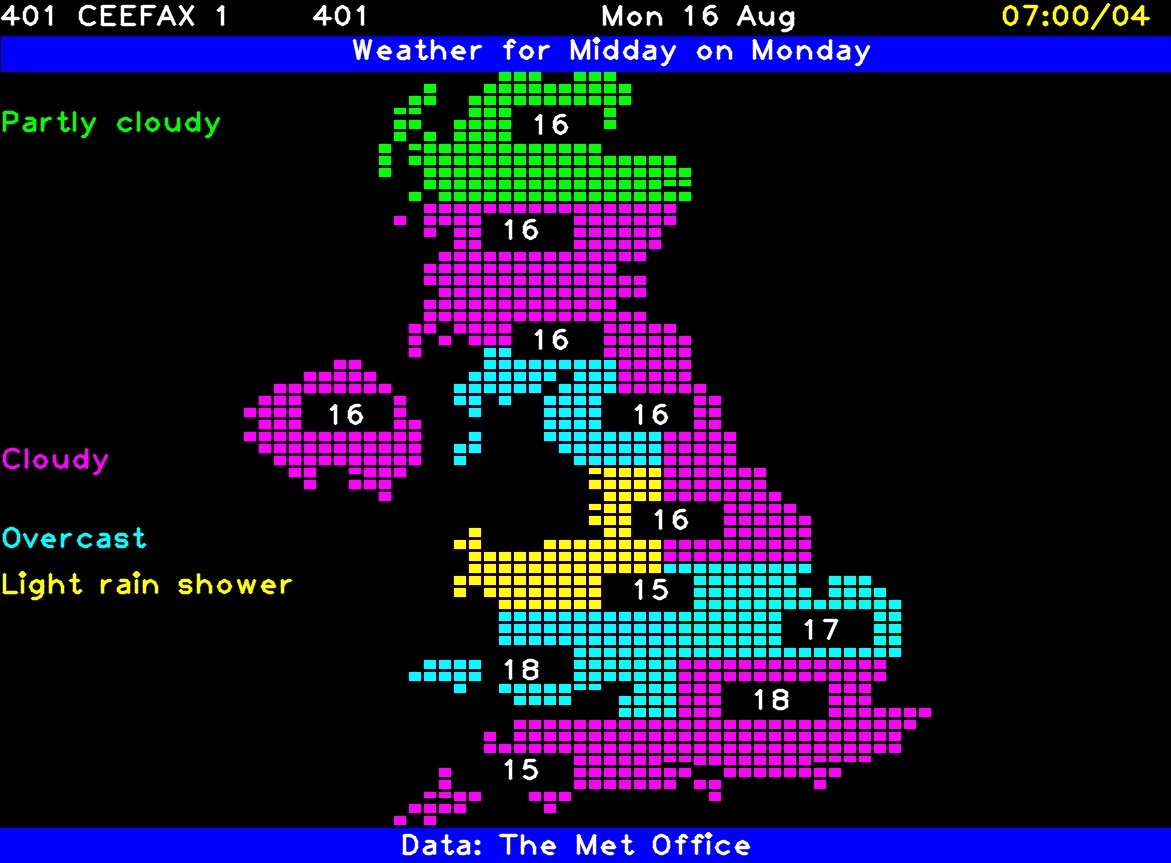 401 CEEFAX 1 401 Mon 16 Aug 07:00/04
Weather for Midday on Monday
Partly cloudy
16
16
16
16
16
Cloudy
16
Overcast
Light rain shower
15
17
18
18
15
Data: The Met Office